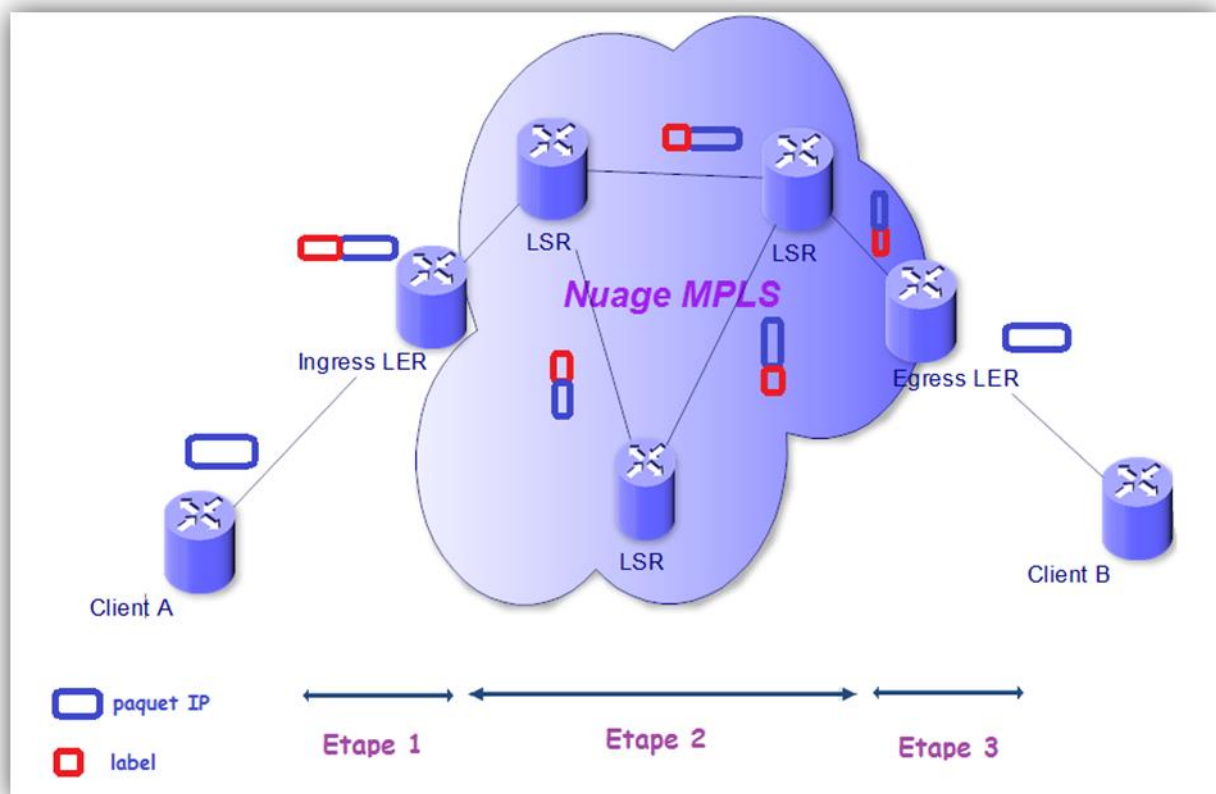 LSR
LSR
Nuage MPLS
Ingress LER
Egress LER
LSR
Client B
Client A
paquet IP
label
Etape 1
Etape 2
Etape 3